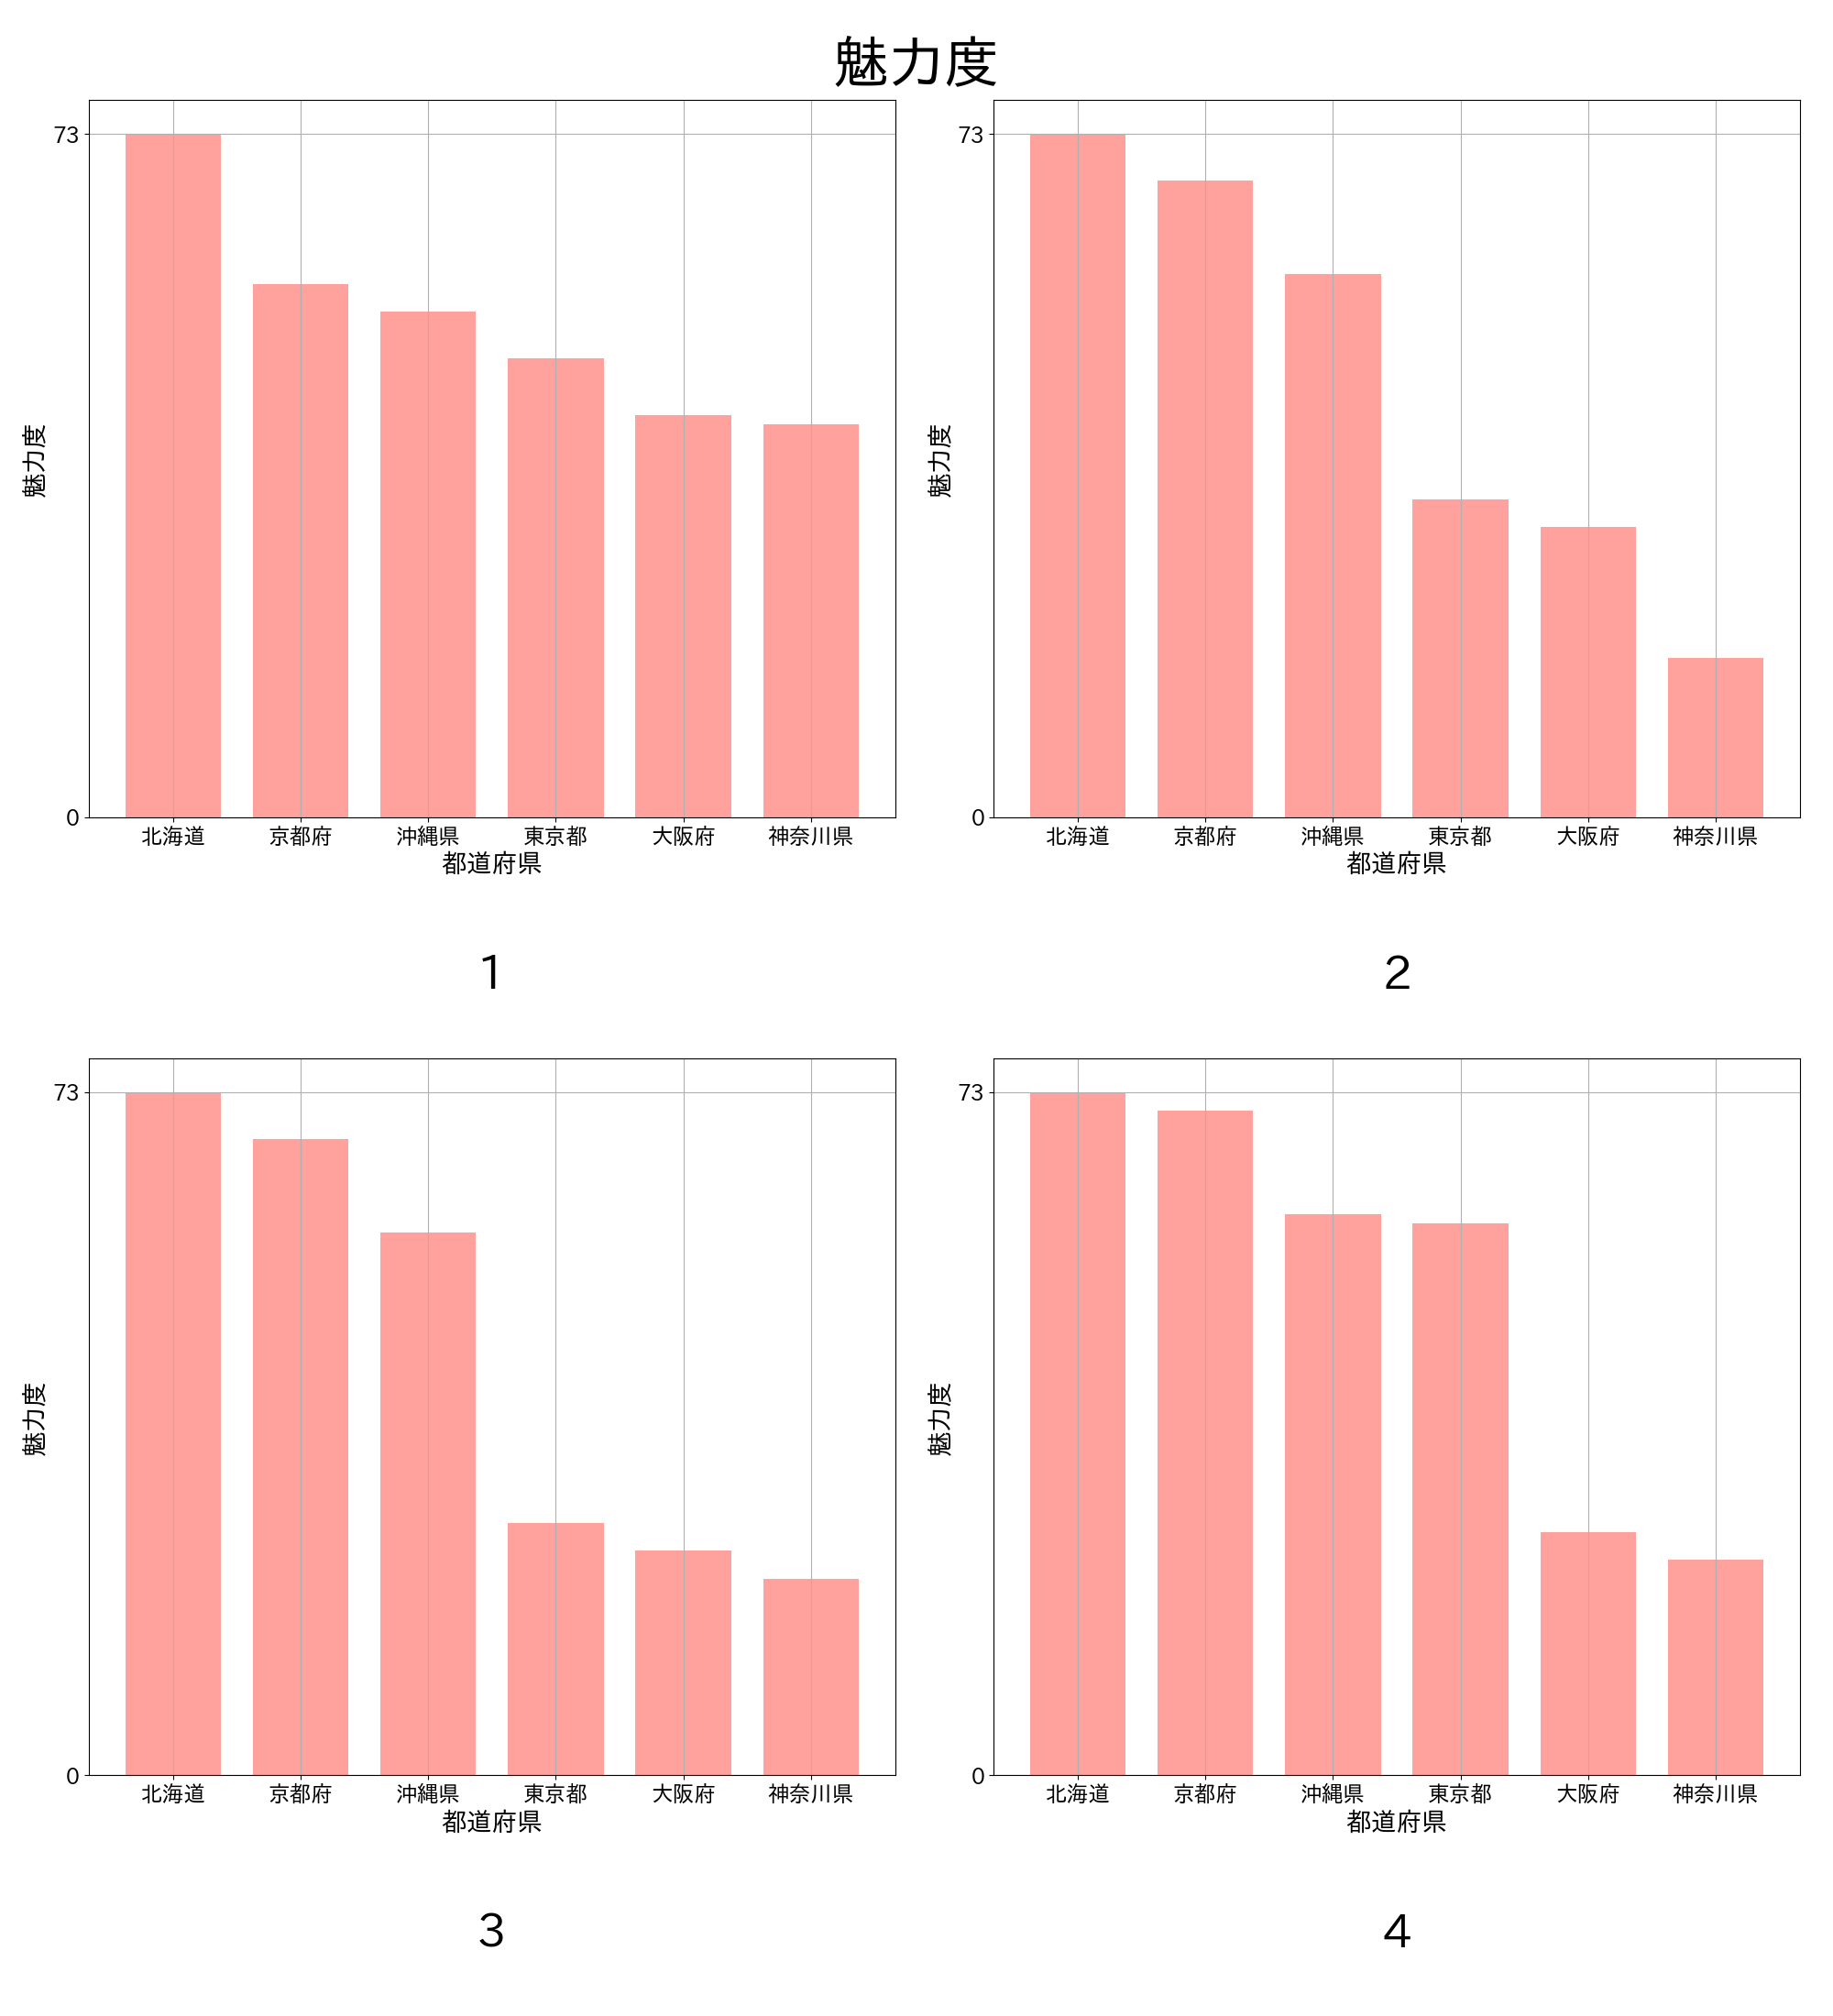 魅力度
73
0
魅力度
北海道 京都府 沖縄県 東京都 大阪府 神奈川県
都道府県
1
73
0
魅力度
北海道 京都府 沖縄県 東京都 大阪府 神奈川県
都道府県
2
73
0
魅力度
北海道 京都府 沖縄県 東京都 大阪府 神奈川県
都道府県
3
73
0
魅力度
北海道 京都府 沖縄県 東京都 大阪府 神奈川県
都道府県
4